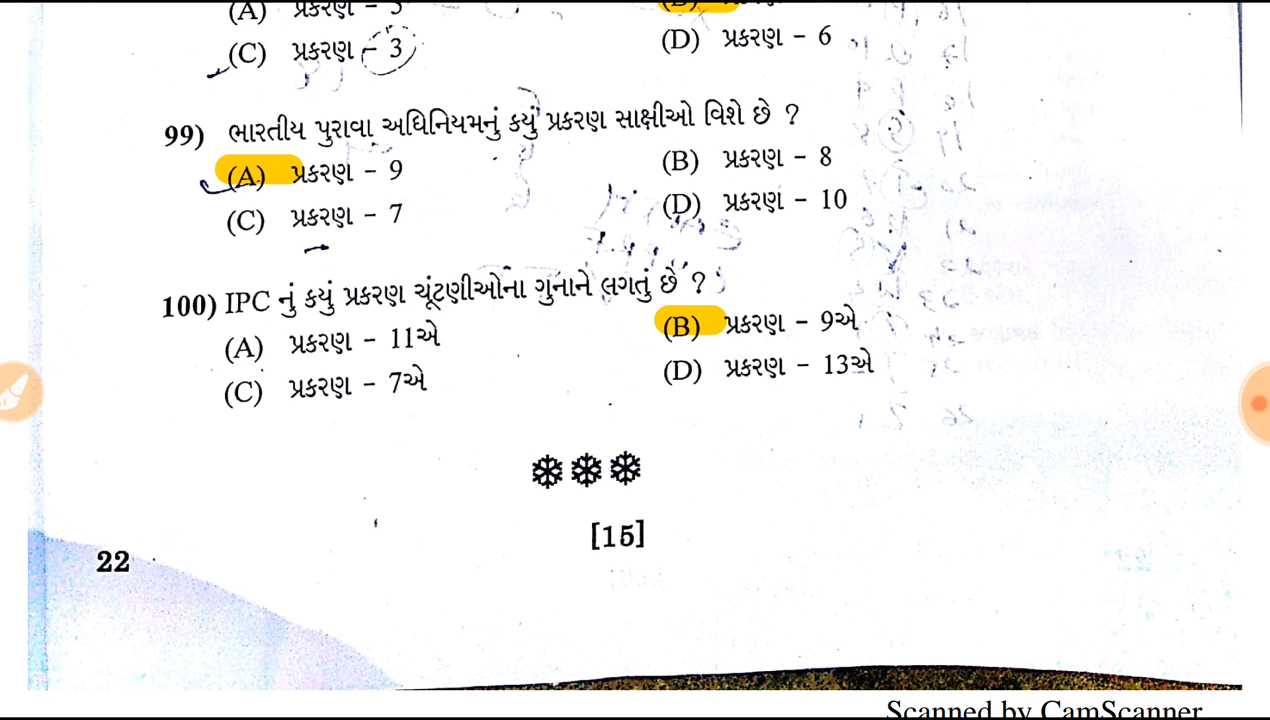 (A) પ્રકરણ - 5
(C) પ્રકરણ - 3
(D) પ્રકરણ - 6
99) ભારતીય પુરાવા અધિનિયમનું કયું પ્રકરણ સાક્ષીઓ વિશે છે ?
(A) પ્રકરણ - 9
(B) પ્રકરણ - 8
(C) પ્રકરણ - 7
(D) પ્રકરણ - 10
100) IPC નું કયું પ્રકરણ ચૂંટણીઓના ગુનાને લગતું છે ?
(A) પ્રકરણ - 11એ
(B) પ્રકરણ - 9એ
(C) પ્રકરણ - 7એ
(D) પ્રકરણ - 13એ
[15]
22
Scanned by CamScanner